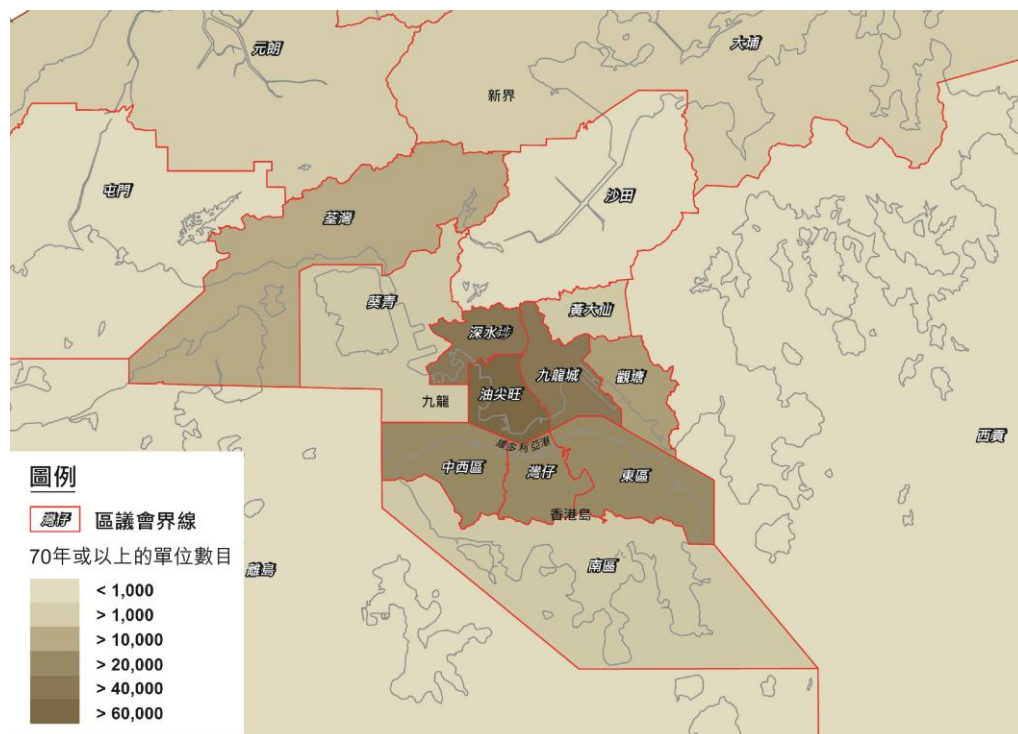 元朗
大埔
新界
屯門
沙田
荃灣
葵青
黃大仙
深水埗
九龍城
觀塘
油尖旺
九龍
西貢
維多利亞港
中西區
灣仔
東區
香港島
南區
離島
圖例
灣仔 區議會界線
70年或以上的單位數目
< 1,000
> 1,000
> 10,000
> 20,000
> 40,000
> 60,000